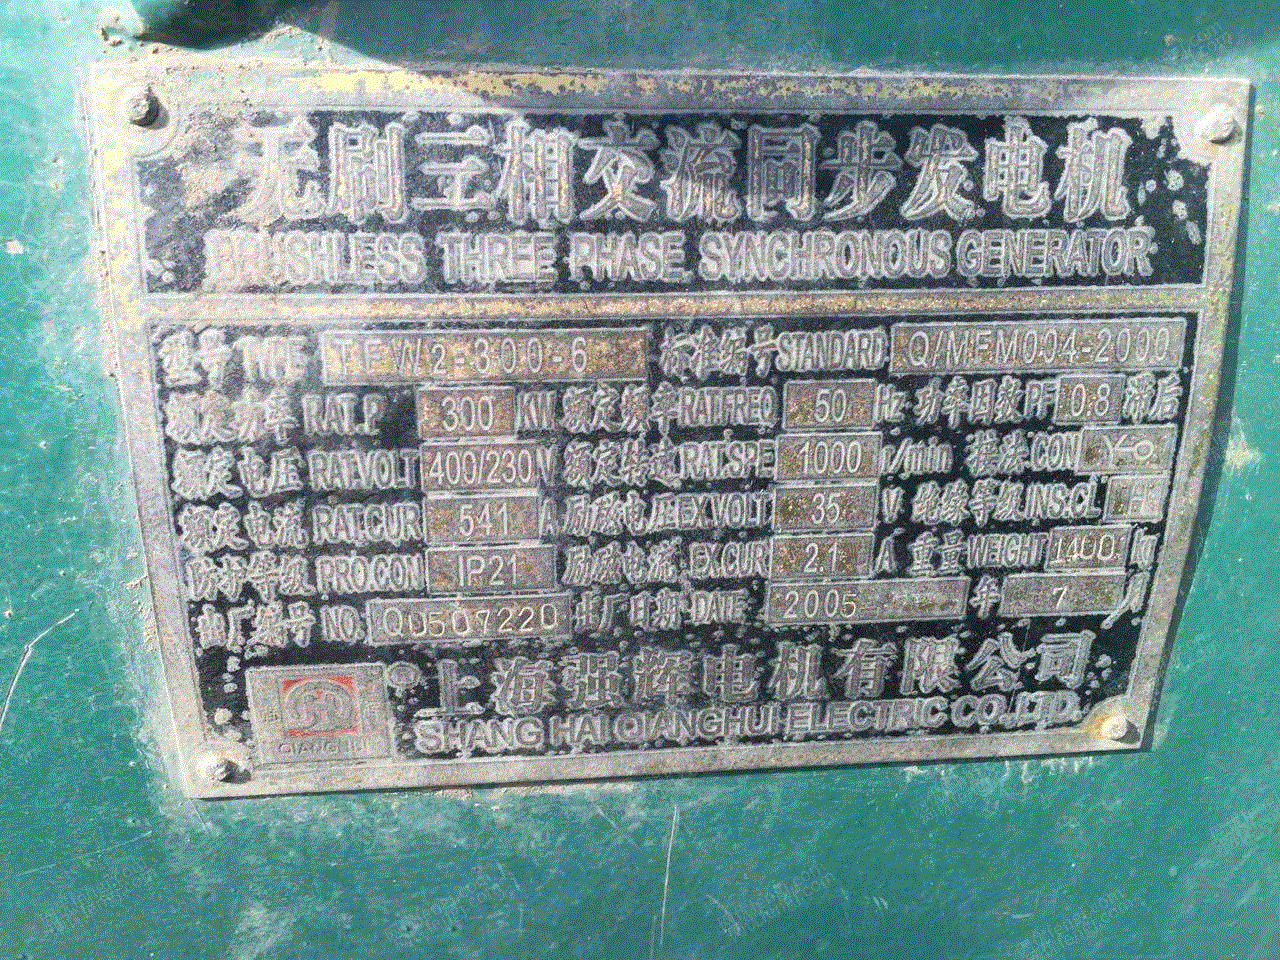 无刷三相交流同步发电机
BRUSHLESS THREE PHASE SYNCHRONOUS GENERATOR
型号 TYPE TFW2-300-6 标准编号 STANDARD Q/MFM004-2000
额定功率 RAT.P 300 KW 额定频率 RAT.FREQ 50 Hz 功率因数 PF 0.8 滞后
额定电压 RAT.VOLT 400/230 V 额定转速 RAT.SPE 1000 r/min 接法 CON Y-0
额定电流 RAT.CUR 541 A 励磁电压 EX.VOLT 35 V 绝缘等级 INS.CL H
防护等级 PRO.CON IP21 励磁电流 EX.CUR 2.1 A 重量 WEIGHT 1400 kg
出厂编号 NO. Q0507220 出厂日期 DATE 2005 年 7 月
® 上海强辉电机有限公司
QIANGHUI SHANG HAI QIANGHUI ELECTRIC CO.,LTD.